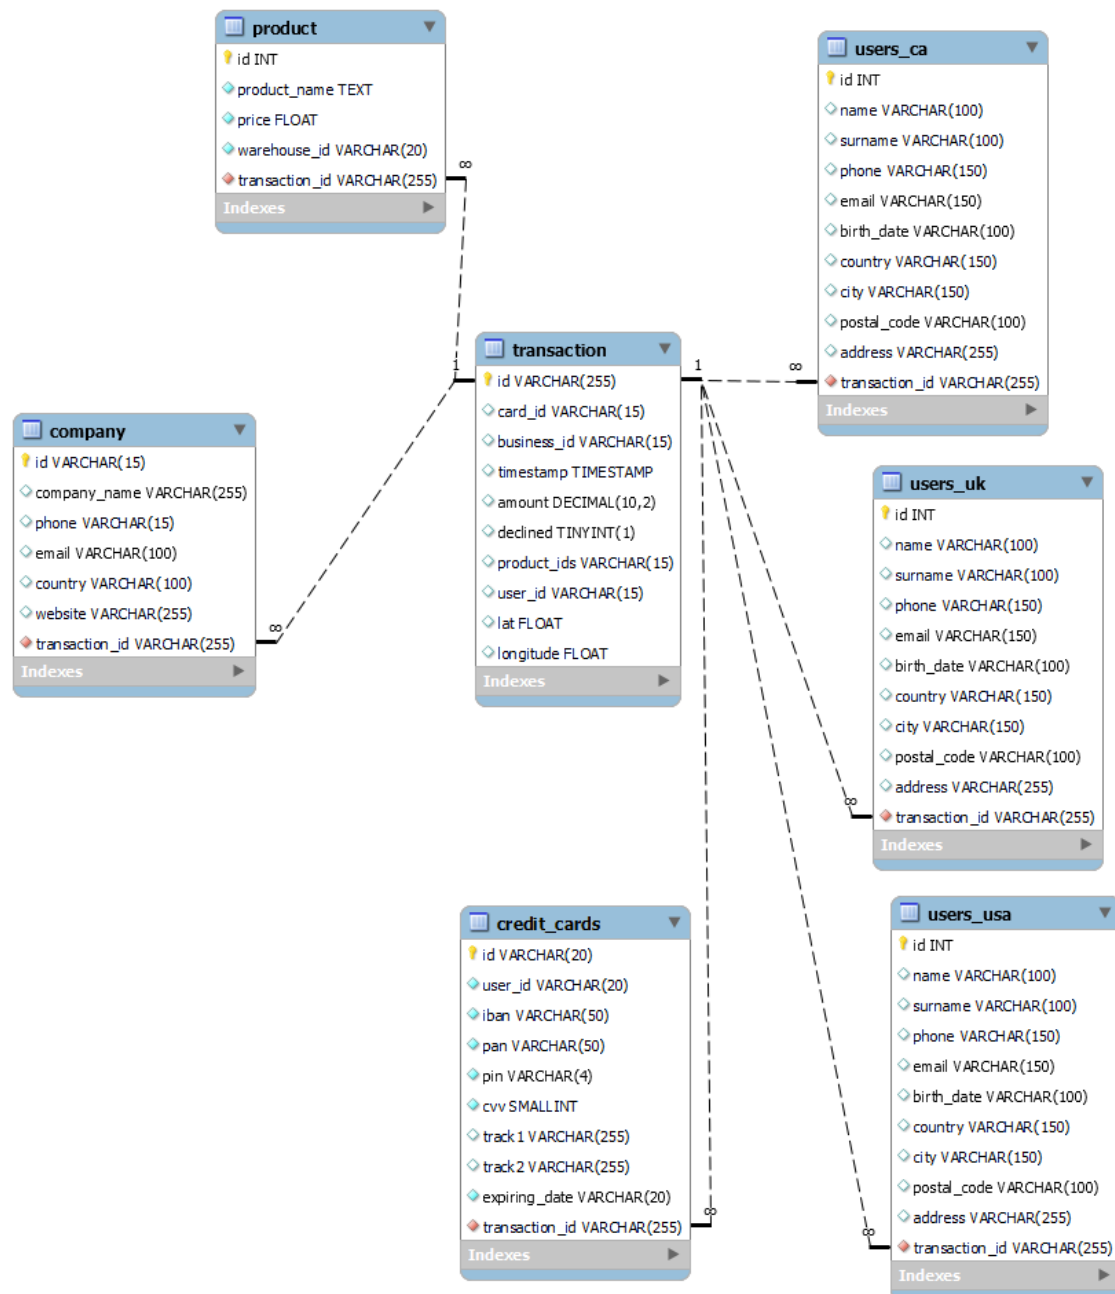 product
id INT
product_name TEXT
price FLOAT
warehouse_id VARCHAR(20)
transaction_id VARCHAR(255)
Indexes
∞
users_ca
id INT
name VARCHAR(100)
surname VARCHAR(100)
phone VARCHAR(150)
email VARCHAR(150)
birth_date VARCHAR(100)
country VARCHAR(150)
city VARCHAR(150)
postal_code VARCHAR(100)
address VARCHAR(255)
transaction_id VARCHAR(255)
Indexes
∞
1
transaction
id VARCHAR(255)
card_id VARCHAR(15)
business_id VARCHAR(15)
timestamp TIMESTAMP
amount DECIMAL(10,2)
declined TINYINT(1)
product_ids VARCHAR(15)
user_id VARCHAR(15)
lat FLOAT
longitude FLOAT
Indexes
1
company
id VARCHAR(15)
company_name VARCHAR(255)
phone VARCHAR(15)
email VARCHAR(100)
country VARCHAR(100)
website VARCHAR(255)
transaction_id VARCHAR(255)
Indexes
∞
users_uk
id INT
name VARCHAR(100)
surname VARCHAR(100)
phone VARCHAR(150)
email VARCHAR(150)
birth_date VARCHAR(100)
country VARCHAR(150)
city VARCHAR(150)
postal_code VARCHAR(100)
address VARCHAR(255)
transaction_id VARCHAR(255)
Indexes
∞
credit_cards
id VARCHAR(20)
user_id VARCHAR(20)
iban VARCHAR(50)
pan VARCHAR(50)
pin VARCHAR(4)
cvv SMALLINT
track1 VARCHAR(255)
track2 VARCHAR(255)
expiring_date VARCHAR(20)
transaction_id VARCHAR(255)
Indexes
∞
users_usa
id INT
name VARCHAR(100)
surname VARCHAR(100)
phone VARCHAR(150)
email VARCHAR(150)
birth_date VARCHAR(100)
country VARCHAR(150)
city VARCHAR(150)
postal_code VARCHAR(100)
address VARCHAR(255)
transaction_id VARCHAR(255)
Indexes
∞